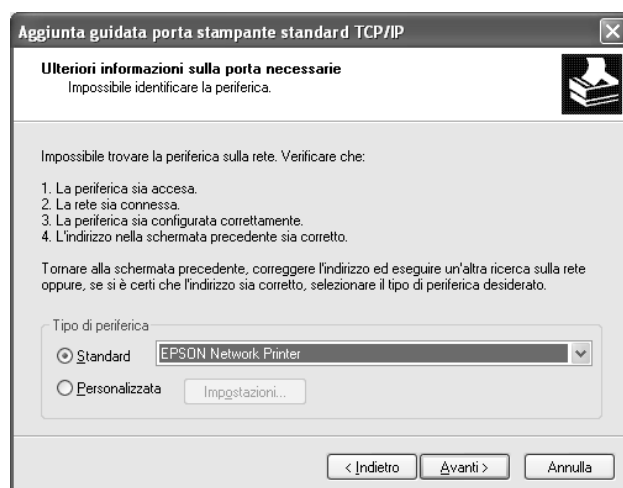 Aggiunta guidata porta stampante standard TCP/IP
Ulteriori informazioni sulla porta necessarie
Impossibile identificare la periferica.
Impossibile trovare la periferica sulla rete. Verificare che:
1. La periferica sia accesa.
2. La rete sia connessa.
3. La periferica sia configurata correttamente.
4. L'indirizzo nella schermata precedente sia corretto.
Tornare alla schermata precedente, correggere l'indirizzo ed eseguire un'altra ricerca sulla rete
oppure, se si è certi che l'indirizzo sia corretto, selezionare il tipo di periferica desiderato.
Tipo di periferica
Standard EPSON Network Printer
Personalizzata Impostazioni...
< Indietro Avanti > Annulla